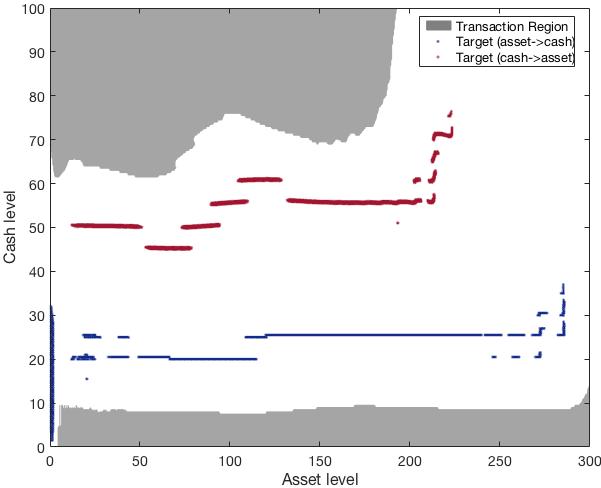 100
90
80
70
60
50
40
30
20
10
0
0 50 100 150 200 250 300
Cash level
Asset level
Transaction Region
Target (asset->cash)
Target (cash->asset)